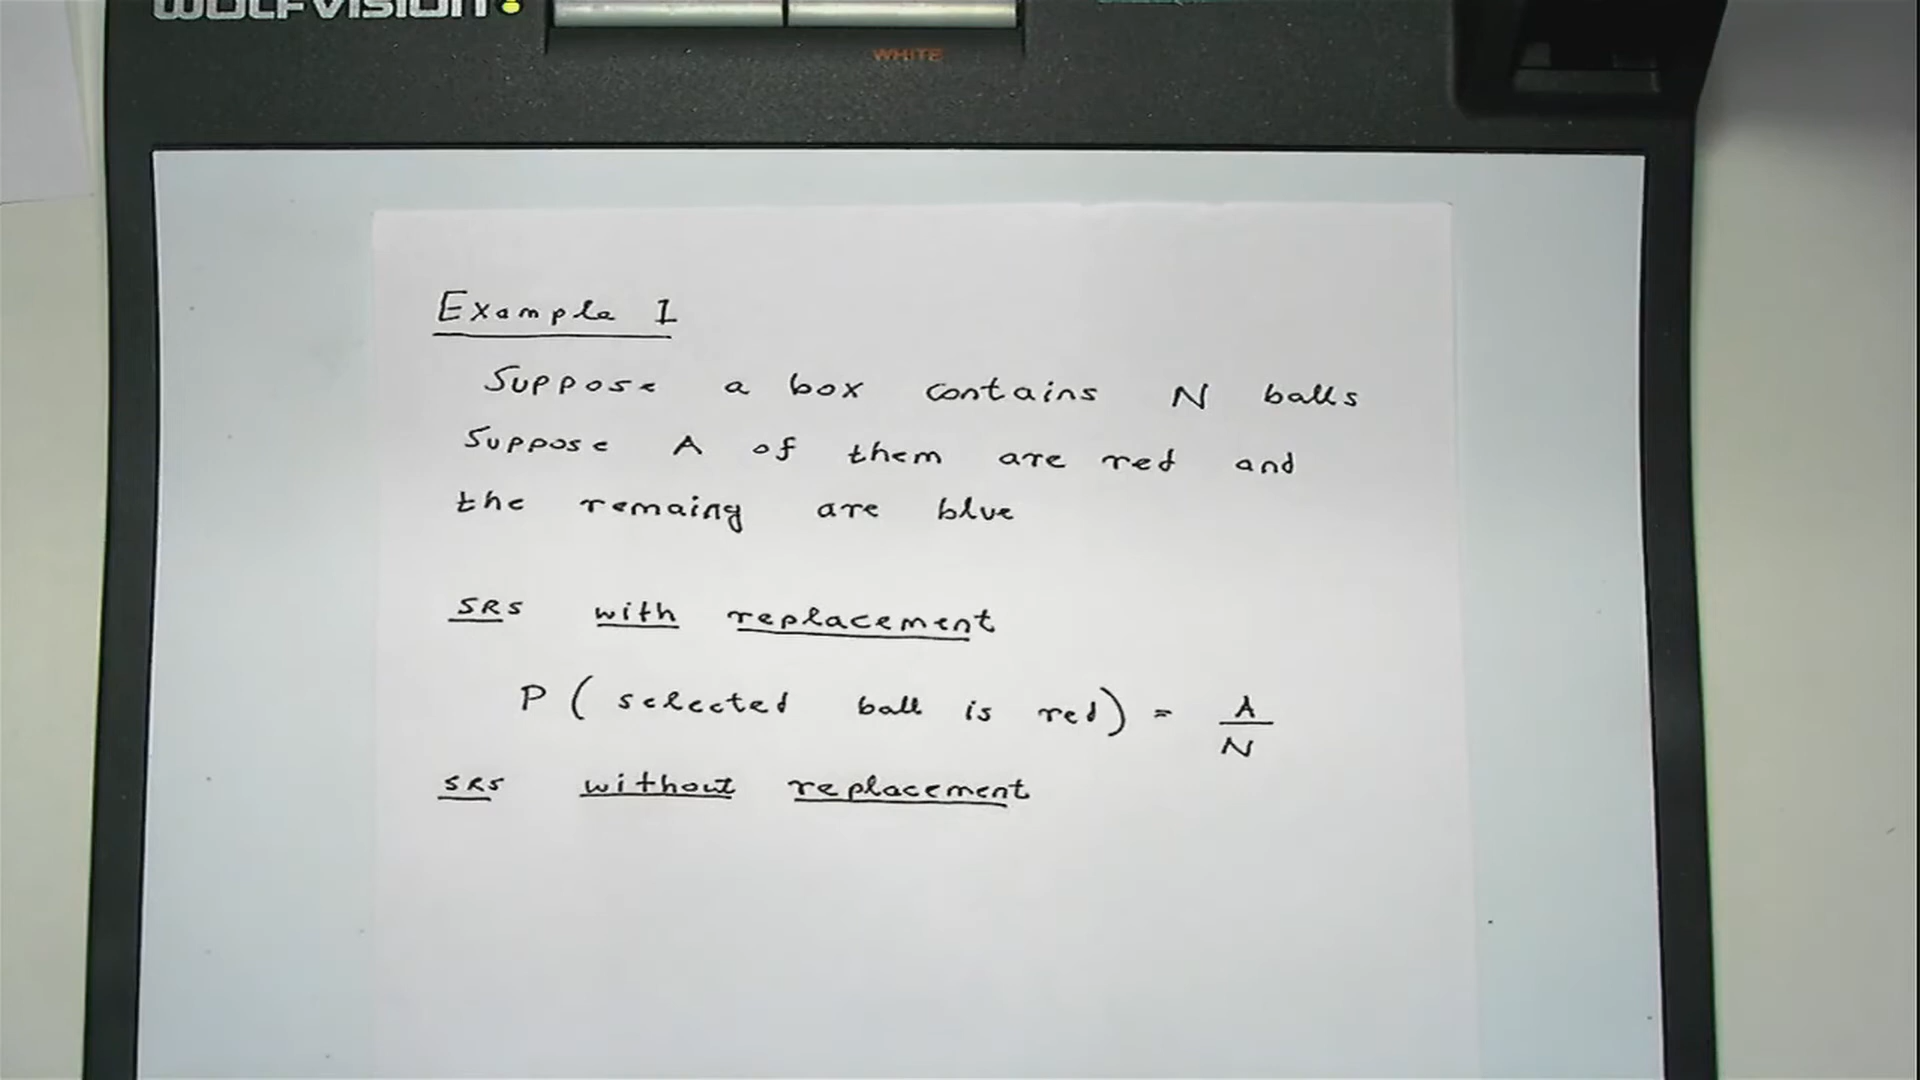 WOLFVISION
WHITE
Example 1
Suppose a box contains N balls
Suppose A of them are red and
the remaing are blue
SRS with replacement
P ( selected ball is red) = A/N
SRS without replacement